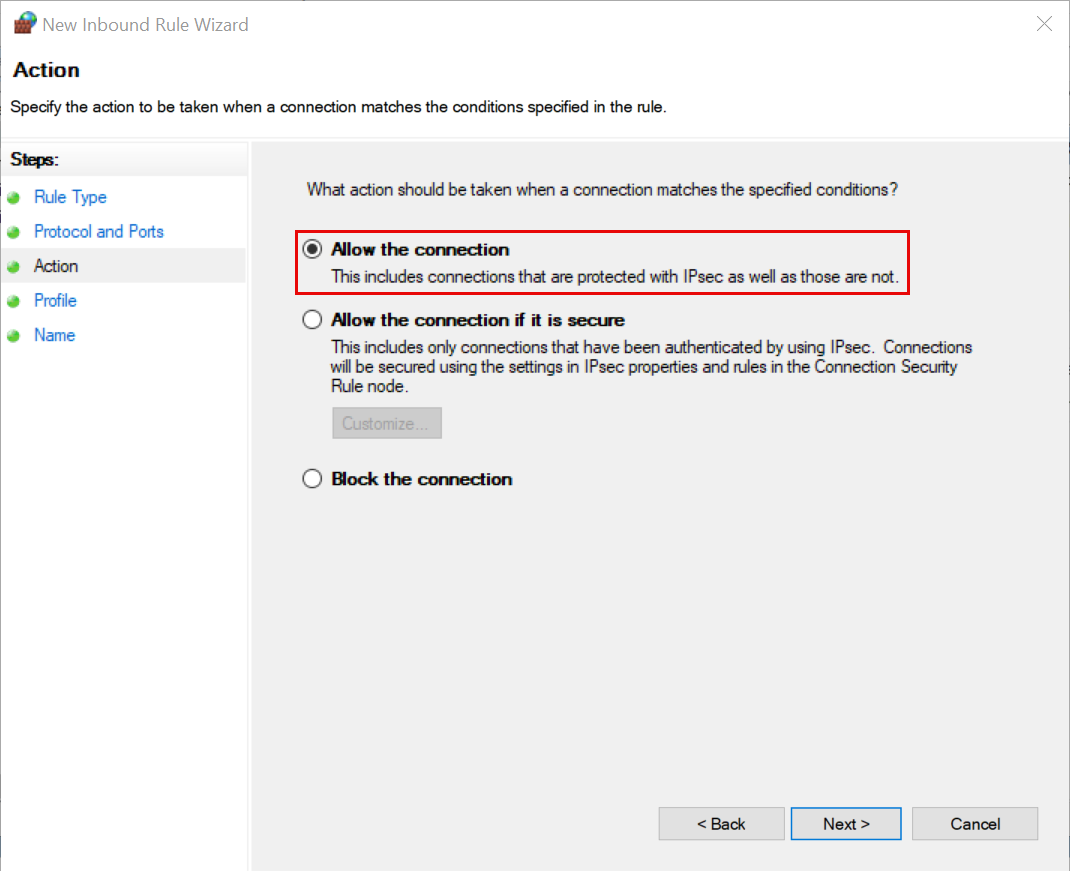 New Inbound Rule Wizard
Action
Specify the action to be taken when a connection matches the conditions specified in the rule.
Steps:
Rule Type
Protocol and Ports
Action
Profile
Name
What action should be taken when a connection matches the specified conditions?
Allow the connection
This includes connections that are protected with IPsec as well as those are not.
Allow the connection if it is secure
This includes only connections that have been authenticated by using IPsec. Connections
will be secured using the settings in IPsec properties and rules in the Connection Security
Rule node.
Customize...
Block the connection
< Back
Next >
Cancel